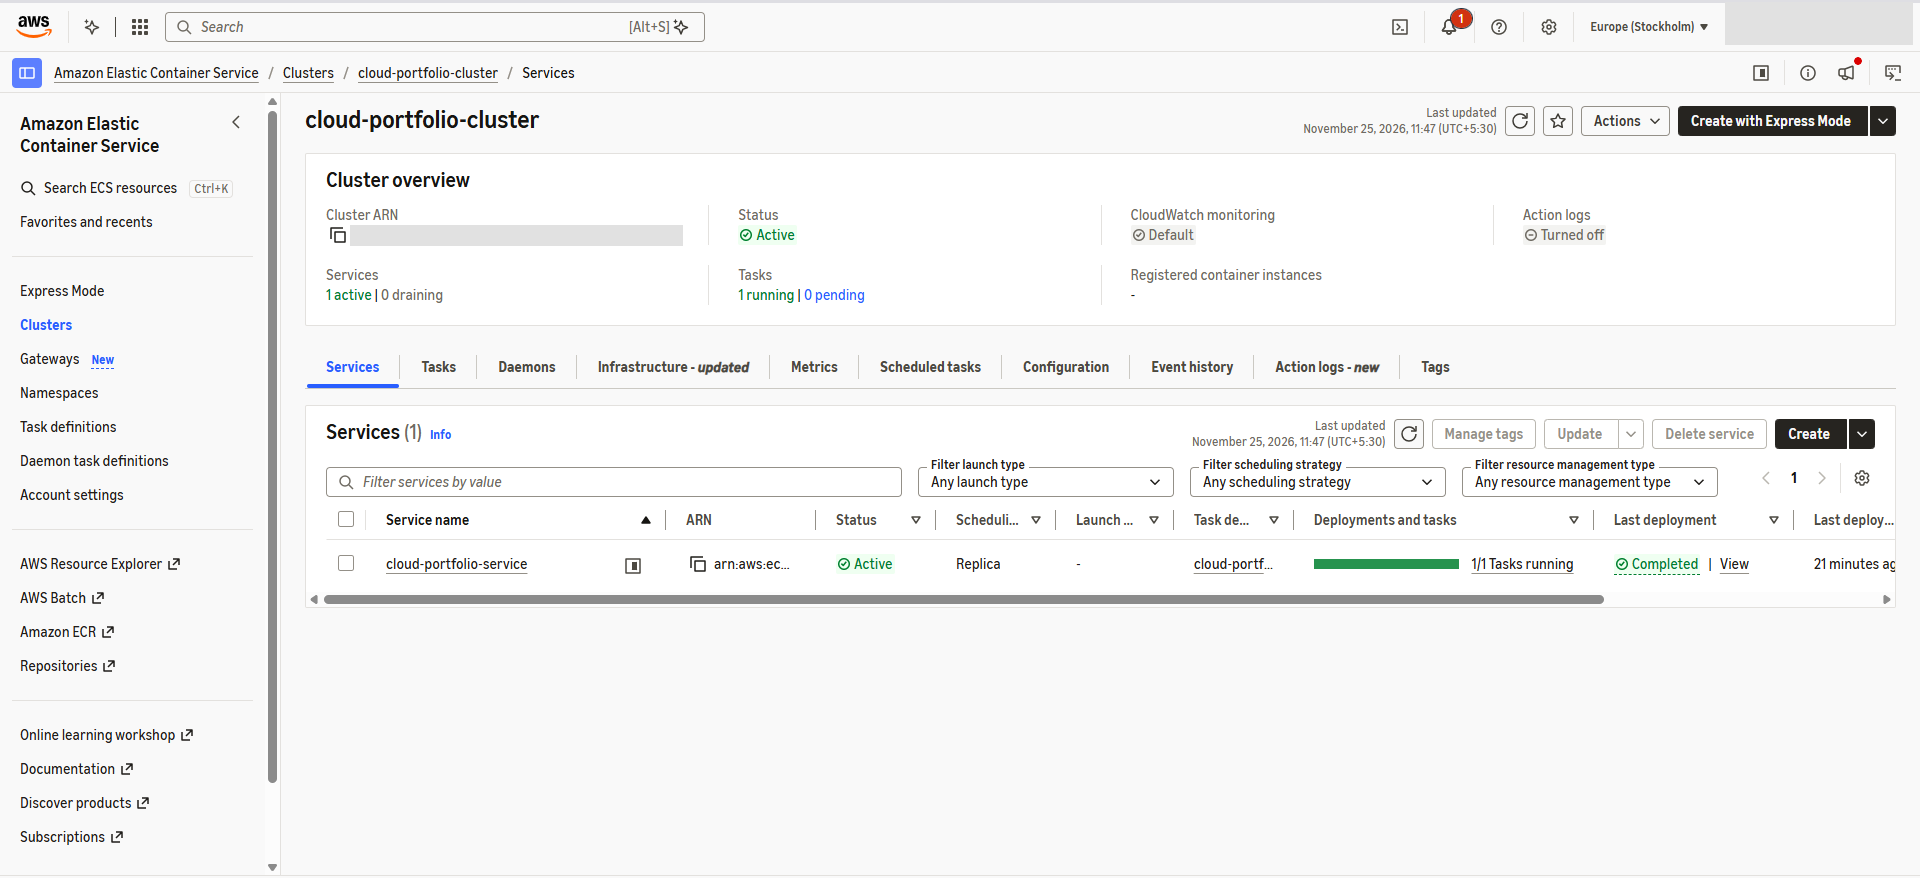 aws
Search [Alt+S]
1
Europe (Stockholm)
Amazon Elastic Container Service / Clusters / cloud-portfolio-cluster / Services
Amazon Elastic
Container Service
Search ECS resources Ctrl+K
Favorites and recents
Express Mode
Clusters
Gateways New
Namespaces
Task definitions
Daemon task definitions
Account settings
AWS Resource Explorer
AWS Batch
Amazon ECR
Repositories
Online learning workshop
Documentation
Discover products
Subscriptions
cloud-portfolio-cluster
Last updated
November 25, 2026, 11:47 (UTC+5:30)
Actions
Create with Express Mode
Cluster overview
Cluster ARN
Status
Active
CloudWatch monitoring
Default
Action logs
Turned off
Services
1 active | 0 draining
Tasks
1 running | 0 pending
Registered container instances
-
Services Tasks Daemons Infrastructure - updated Metrics Scheduled tasks Configuration Event history Action logs - new Tags
Services (1) Info
Last updated
November 25, 2026, 11:47 (UTC+5:30)
Manage tags Update Delete service Create
Filter services by value
Filter launch type
Any launch type
Filter scheduling strategy
Any scheduling strategy
Filter resource management type
Any resource management type
1
Service name ARN Status Scheduli... Launch ... Task de... Deployments and tasks Last deployment Last deploy...
cloud-portfolio-service arn:aws:ec... Active Replica - cloud-portf... 1/1 Tasks running Completed | View 21 minutes ag